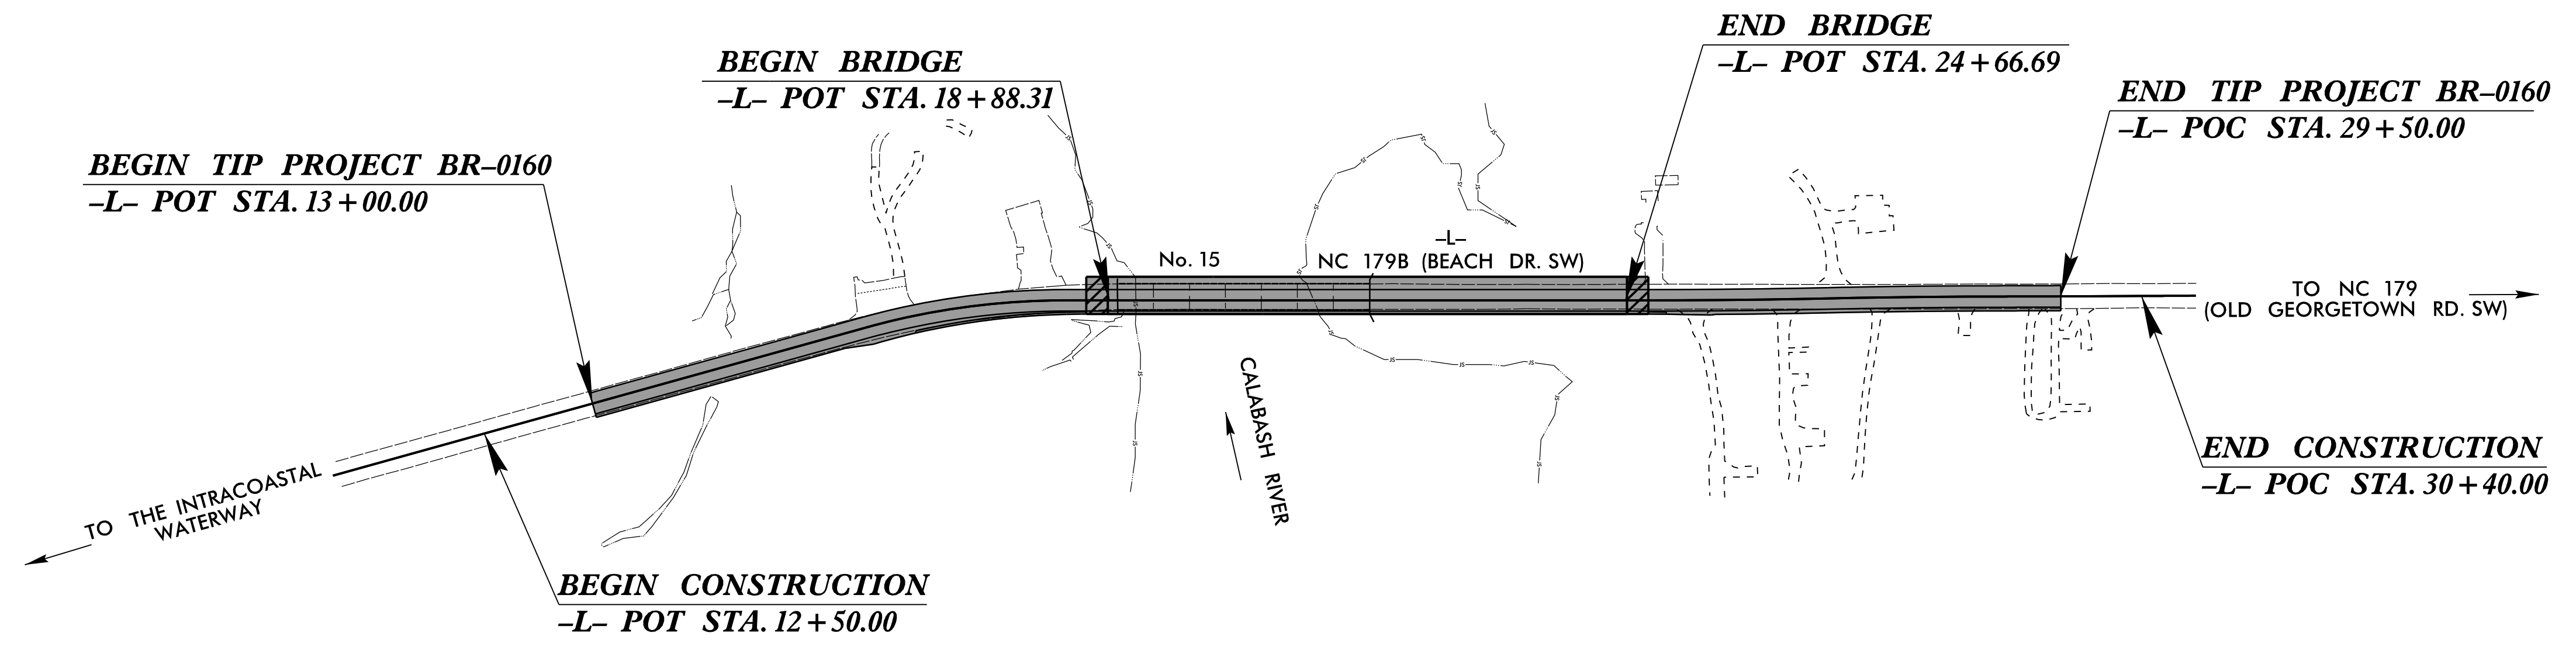 END BRIDGE
–L– POT STA. 24+66.69
BEGIN BRIDGE
–L– POT STA. 18+88.31
END TIP PROJECT BR–0160
–L– POC STA. 29+50.00
BEGIN TIP PROJECT BR–0160
–L– POT STA. 13+00.00
–L–
No. 15
NC 179B (BEACH DR. SW)
TO NC 179
(OLD GEORGETOWN RD. SW)
CALABASH RIVER
END CONSTRUCTION
–L– POC STA. 30+40.00
TO THE INTRACOASTAL
WATERWAY
BEGIN CONSTRUCTION
–L– POT STA. 12+50.00